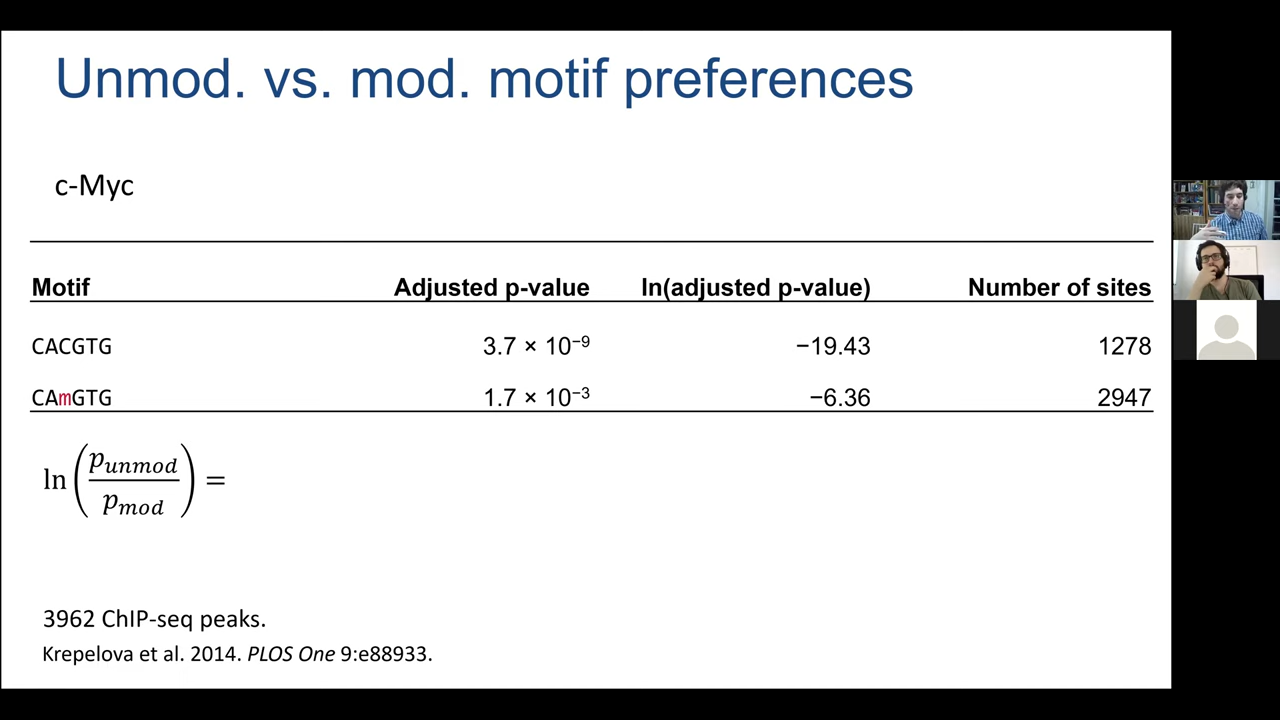 Unmod. vs. mod. motif preferences
c-Myc
Motif Adjusted p-value ln(adjusted p-value) Number of sites
CACGTG 3.7 × 10⁻⁹ −19.43 1278
CAmGTG 1.7 × 10⁻³ −6.36 2947
ln(p_unmod / p_mod) =
3962 ChIP-seq peaks.
Krepelova et al. 2014. PLOS One 9:e88933.